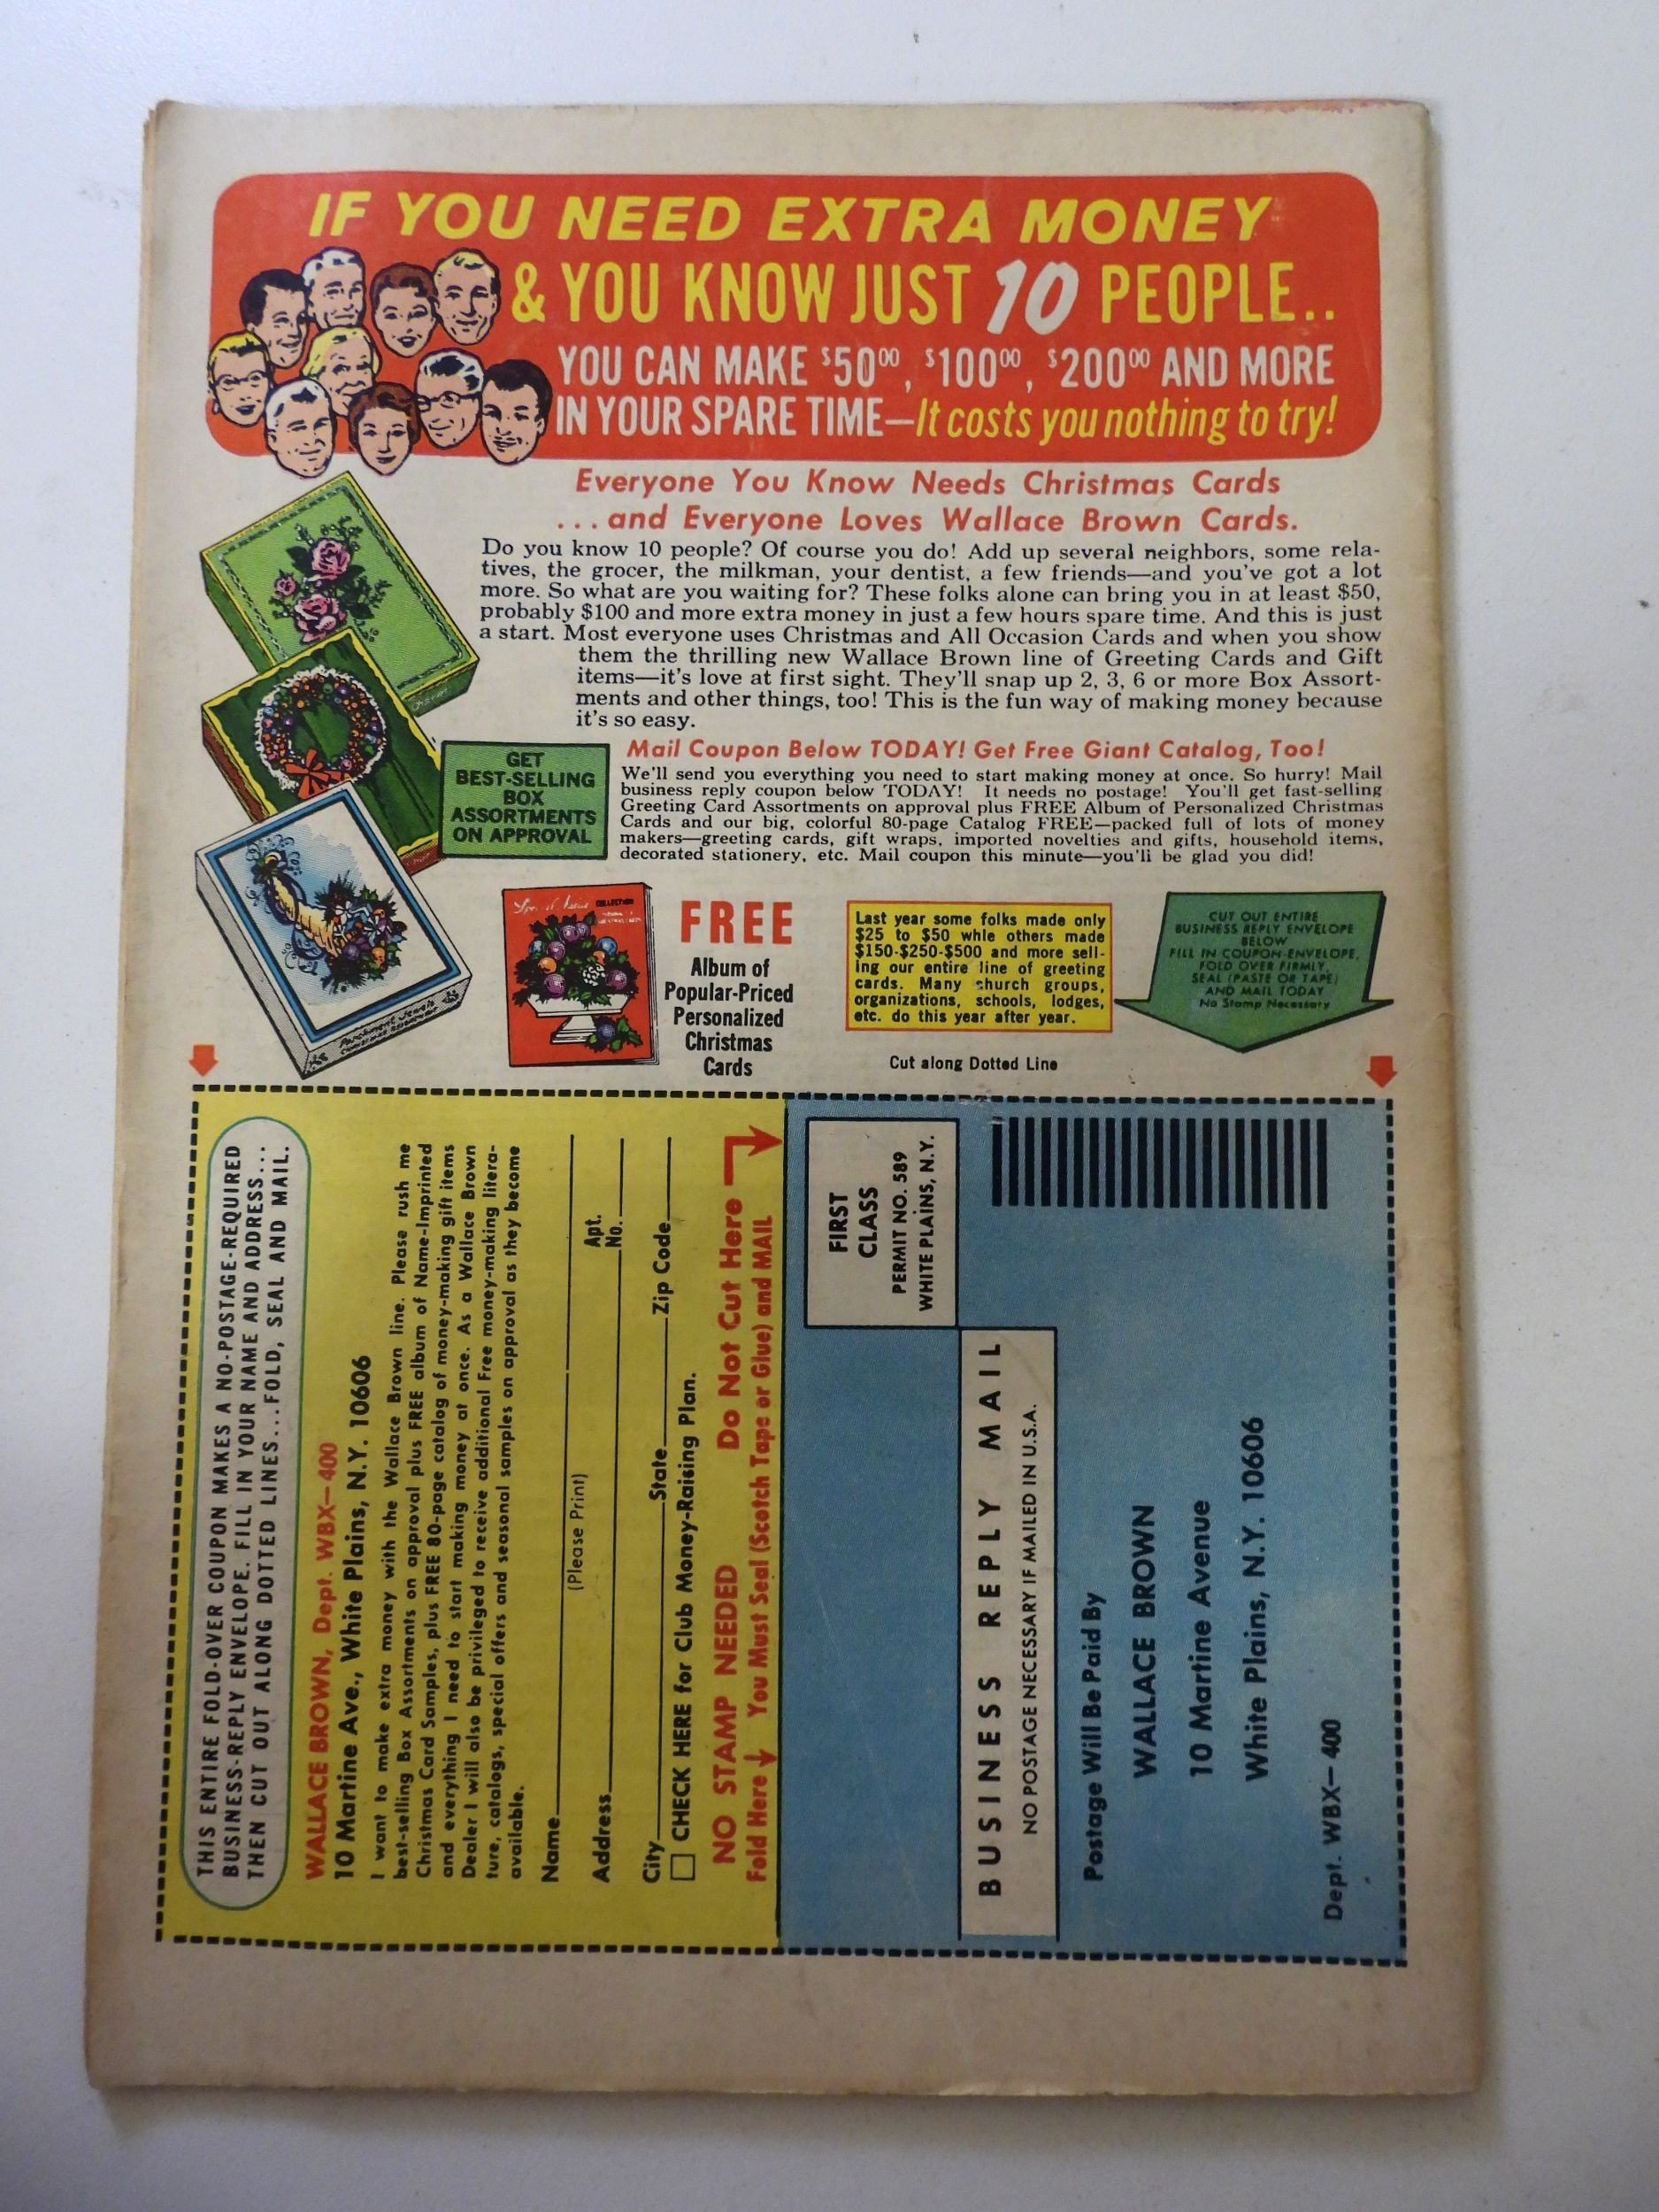 IF YOU NEED EXTRA MONEY
& YOU KNOW JUST 10 PEOPLE..
YOU CAN MAKE $50⁰⁰, $100⁰⁰, $200⁰⁰ AND MORE
IN YOUR SPARE TIME—It costs you nothing to try!
Everyone You Know Needs Christmas Cards
...and Everyone Loves Wallace Brown Cards.
Do you know 10 people? Of course you do! Add up several neighbors, some rela-
tives, the grocer, the milkman, your dentist, a few friends—and you've got a lot
more. So what are you waiting for? These folks alone can bring you in at least $50,
probably $100 and more extra money in just a few hours spare time. And this is just
a start. Most everyone uses Christmas and All Occasion Cards and when you show
them the thrilling new Wallace Brown line of Greeting Cards and Gift
items—it's love at first sight. They'll snap up 2, 3, 6 or more Box Assort-
ments and other things, too! This is the fun way of making money because
it's so easy.
GET
BEST-SELLING
BOX
ASSORTMENTS
ON APPROVAL
Mail Coupon Below TODAY! Get Free Giant Catalog, Too!
We'll send you everything you need to start making money at once. So hurry! Mail
business reply coupon below TODAY! It needs no postage! You'll get fast-selling
Greeting Card Assortments on approval plus FREE Album of Personalized Christmas
Cards and our big, colorful 80-page Catalog FREE—packed full of lots of money
makers—greeting cards, gift wraps, imported novelties and gifts, household items,
decorated stationery, etc. Mail coupon this minute—you'll be glad you did!
Parchment Jewels
COLLECTION
FREE
Album of
Popular-Priced
Personalized
Christmas
Cards
Last year some folks made only
$25 to $50 whle others made
$150-$250-$500 and more sell-
ing our entire line of greeting
cards. Many church groups,
organizations, schools, lodges,
etc. do this year after year.
CUT OUT ENTIRE
BUSINESS REPLY ENVELOPE
BELOW
FILL IN COUPON-ENVELOPE,
FOLD OVER FIRMLY,
SEAL (PASTE OR TAPE)
AND MAIL TODAY
No Stamp Necessary
Cut along Dotted Line
THIS ENTIRE FOLD-OVER COUPON MAKES A NO-POSTAGE-REQUIRED
BUSINESS-REPLY ENVELOPE. FILL IN YOUR NAME AND ADDRESS...
THEN CUT OUT ALONG DOTTED LINES...FOLD, SEAL AND MAIL.
WALLACE BROWN, Dept. WBX—400
10 Martine Ave., White Plains, N.Y. 10606
I want to make extra money with the Wallace Brown line. Please rush me
best-selling Box Assortments on approval plus FREE album of Name-Imprinted
Christmas Card Samples, plus FREE 80-page catalog of money-making gift items
and everything I need to start making money at once. As a Wallace Brown
Dealer I will also be privileged to receive additional Free money-making litera-
ture, catalogs, special offers and seasonal samples on approval as they become
available.
Name
(Please Print)
Address Apt. No.
City State Zip Code
CHECK HERE for Club Money-Raising Plan.
NO STAMP NEEDED Do Not Cut Here
Fold Here You Must Seal (Scotch Tape or Glue) and MAIL
FIRST
CLASS
PERMIT NO. 589
WHITE PLAINS, N.Y.
BUSINESS REPLY MAIL
NO POSTAGE NECESSARY IF MAILED IN U.S.A.
Postage Will Be Paid By
WALLACE BROWN
10 Martine Avenue
White Plains, N.Y. 10606
Dept. WBX—400